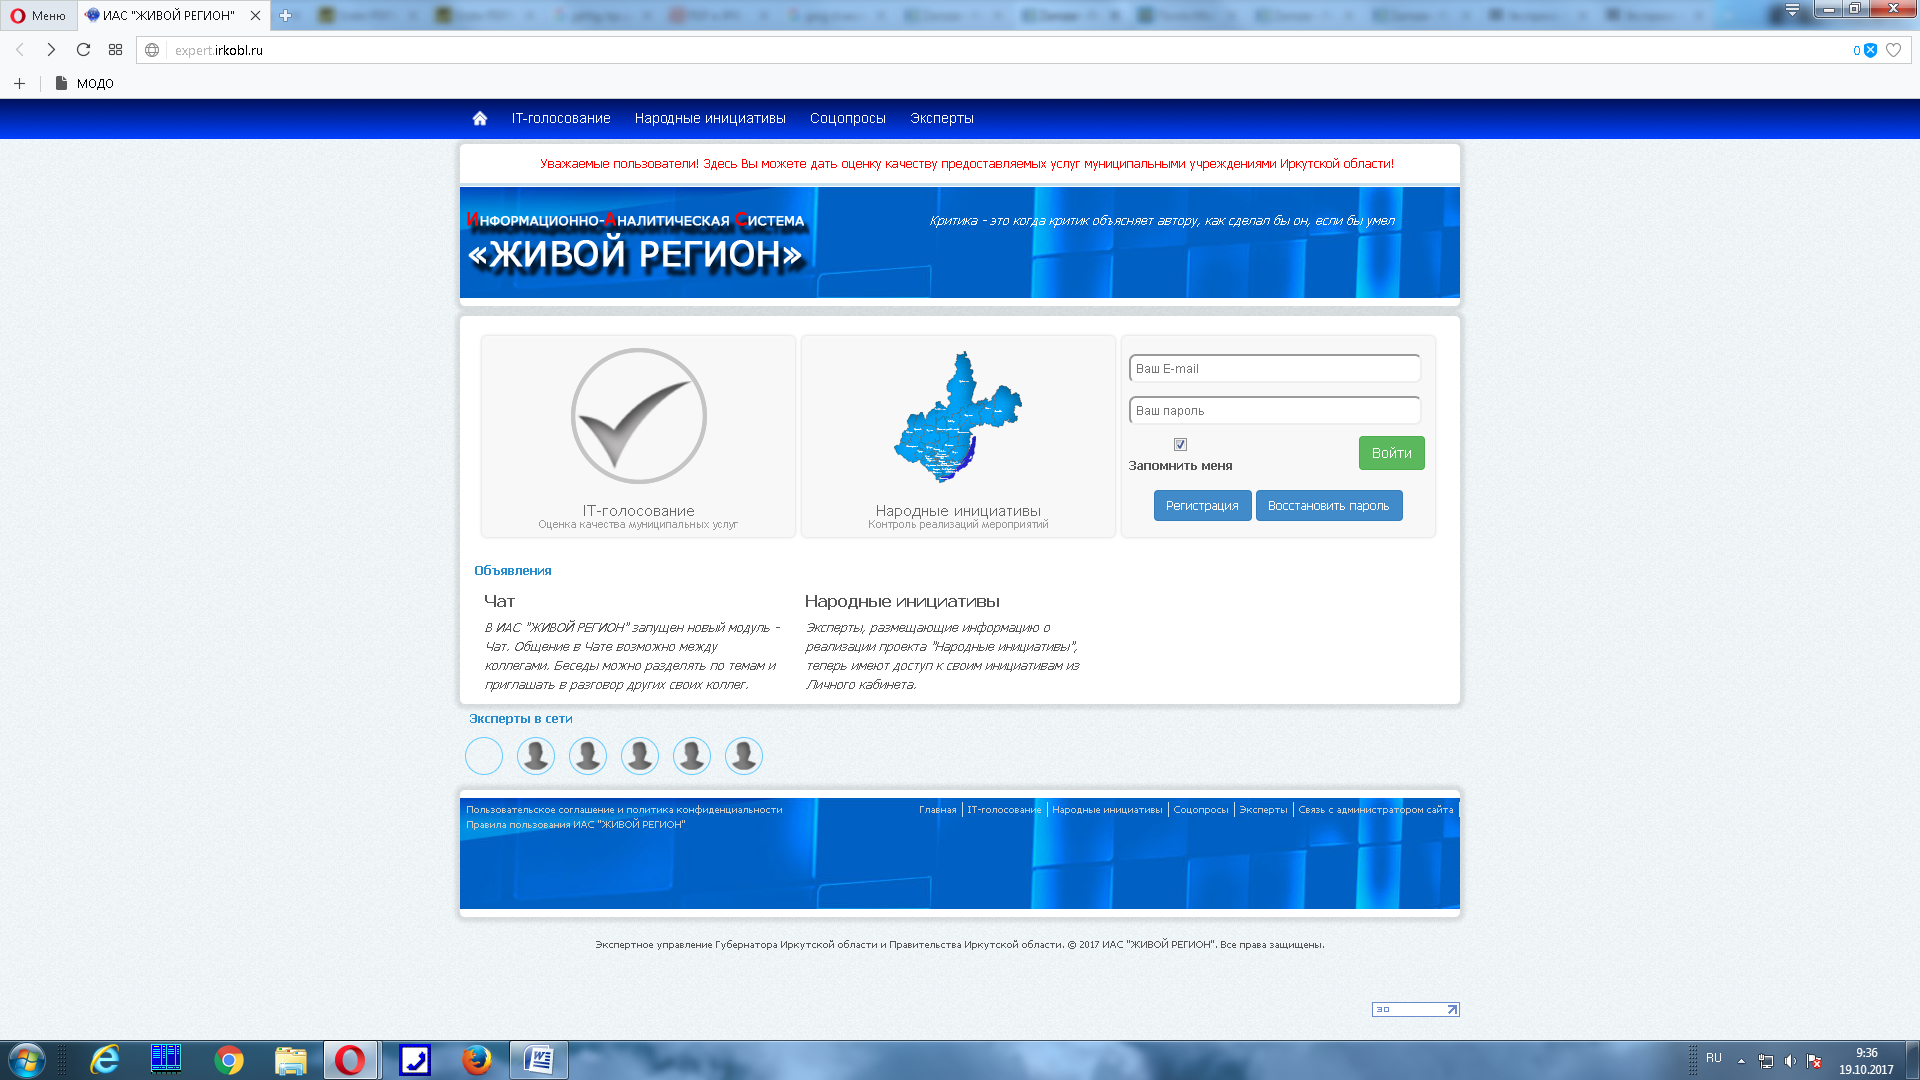 Меню
ИАС "ЖИВОЙ РЕГИОН"
expert.irkobl.ru
0
МОДО
IT-голосование Народные инициативы Соцопросы Эксперты
Уважаемые пользователи! Здесь Вы можете дать оценку качеству предоставляемых услуг муниципальными учреждениями Иркутской области!
Информационно-Аналитическая Система
«ЖИВОЙ РЕГИОН»
Критика - это когда критик объясняет автору, как сделал бы он, если бы умел
IT-голосование
Оценка качества муниципальных услуг
Народные инициативы
Контроль реализаций мероприятий
Ваш E-mail
Ваш пароль
Запомнить меня
Войти
Регистрация
Восстановить пароль
Объявления
Чат
В ИАС "ЖИВОЙ РЕГИОН" запущен новый модуль -
Чат. Общение в Чате возможно между
коллегами. Беседы можно разделять по темам и
приглашать в разговор других своих коллег.
Народные инициативы
Эксперты, размещающие информацию о
реализации проекта "Народные инициативы",
теперь имеют доступ к своим инициативам из
Личного кабинета.
Эксперты в сети
Пользовательское соглашение и политика конфиденциальности
Правила пользования ИАС "ЖИВОЙ РЕГИОН"
Главная IT-голосование Народные инициативы Соцопросы Эксперты Связь с администратором сайта
Экспертное управление Губернатора Иркутской области и Правительства Иркутской области. © 2017 ИАС "ЖИВОЙ РЕГИОН". Все права защищены.
30
RU
9:36
19.10.2017